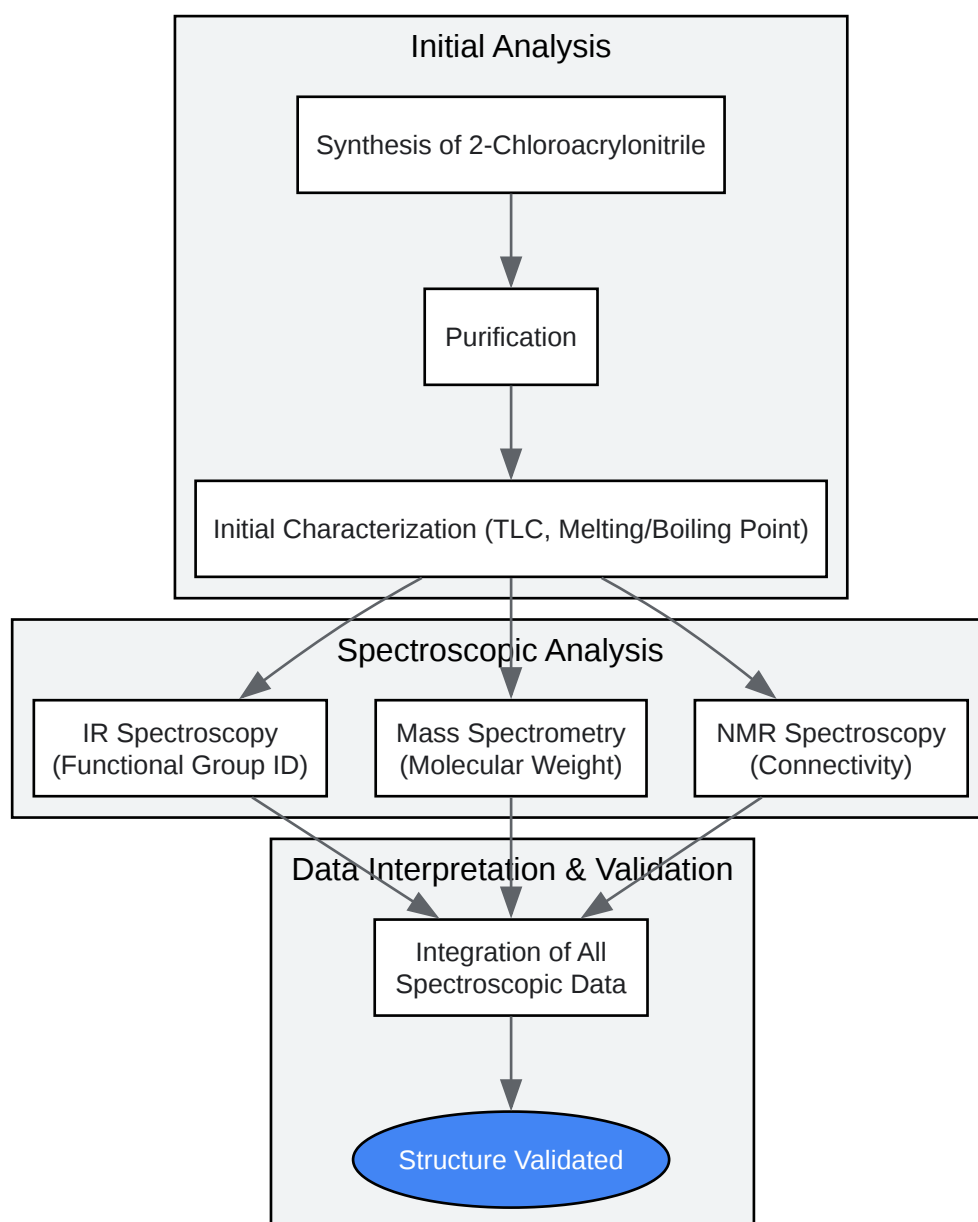 Initial Analysis
Synthesis of 2-Chloroacrylonitrile
Purification
Initial Characterization (TLC, Melting/Boiling Point)
Spectroscopic Analysis
IR Spectroscopy
(Functional Group ID)
Mass Spectrometry
(Molecular Weight)
NMR Spectroscopy
(Connectivity)
Data Interpretation & Validation
Integration of All
Spectroscopic Data
Structure Validated